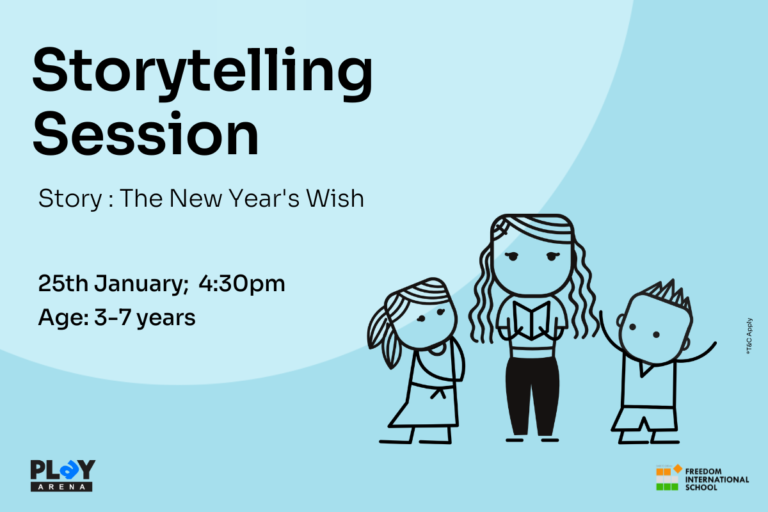 Storytelling
Session
Story : The New Year's Wish
25th January;  4:30pm
Age: 3-7 years
*T&C Apply
PLAY
ARENA
FREEDOM
INTERNATIONAL
SCHOOL